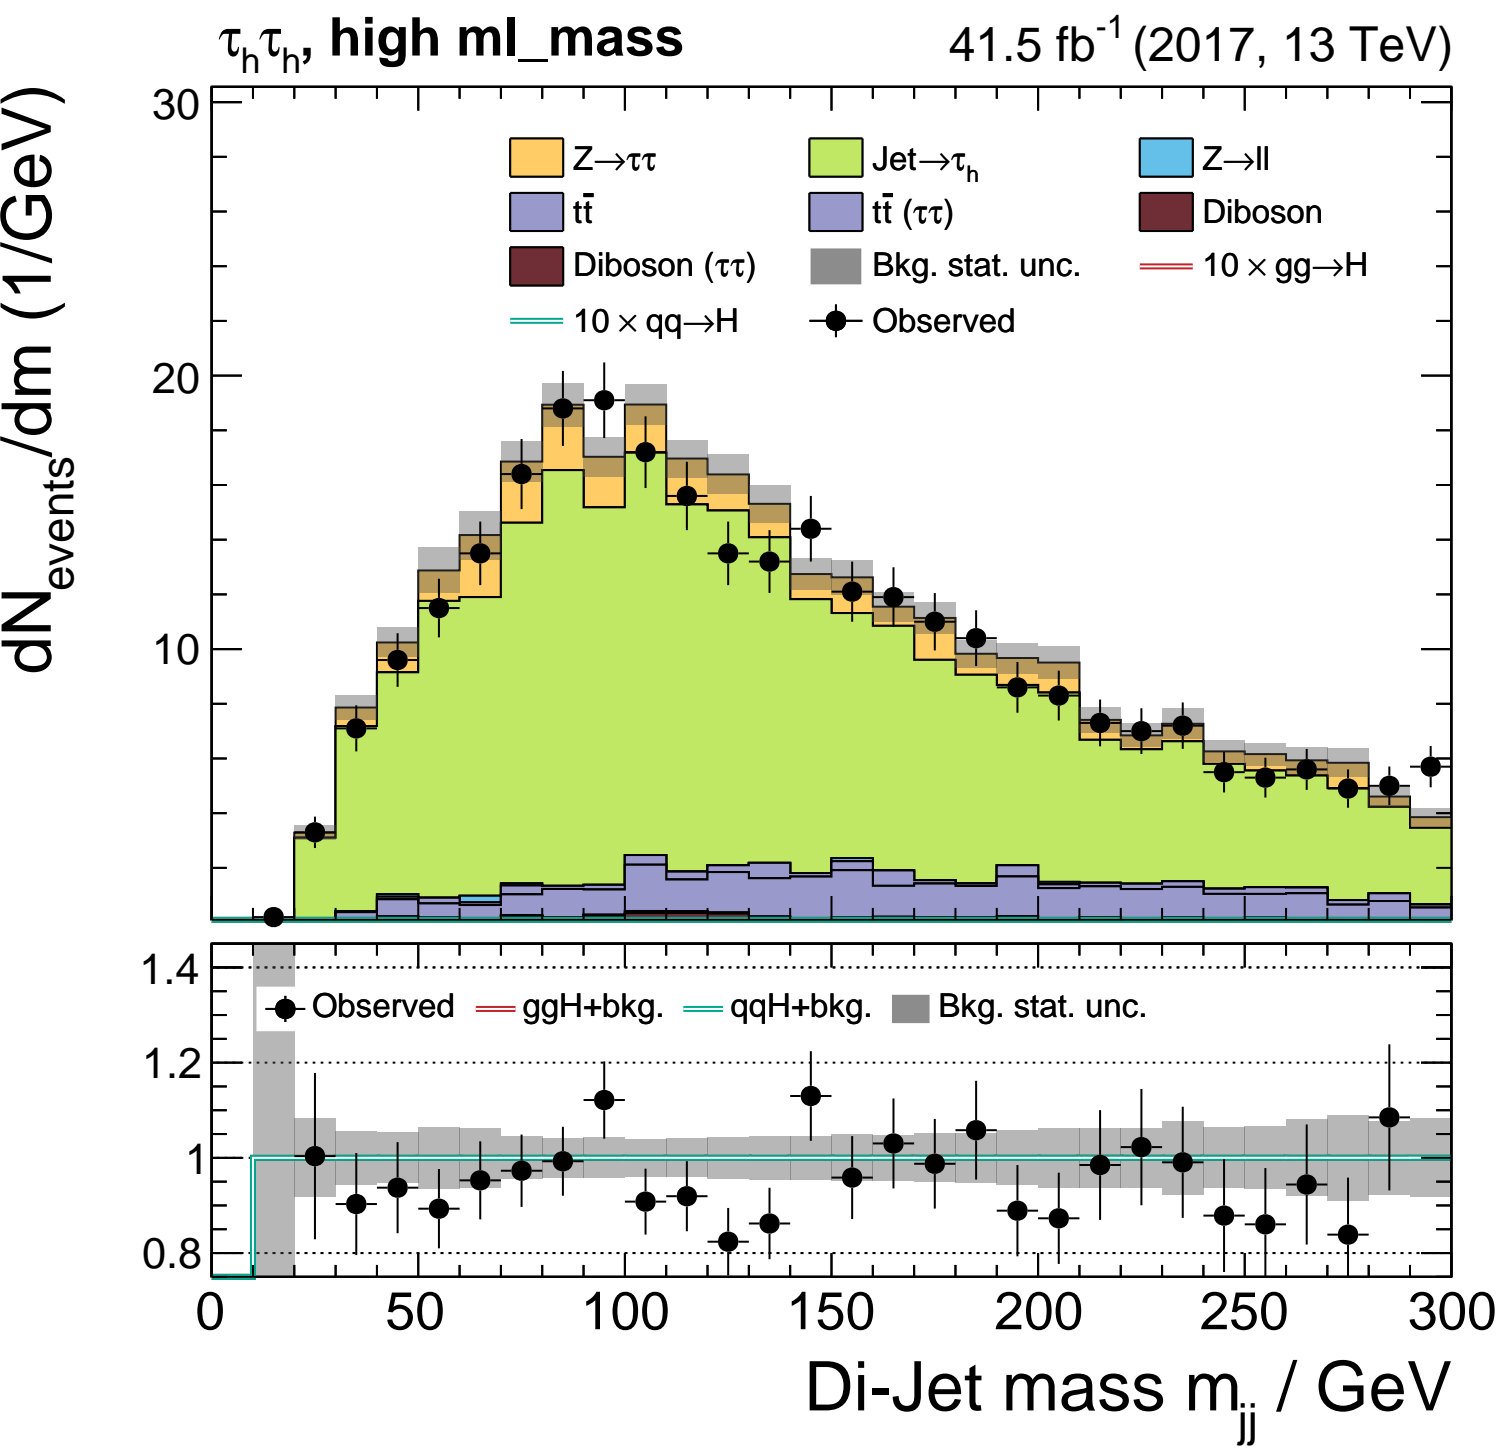 τhτh, high ml_mass 41.5 fb-1 (2017, 13 TeV)
dNevents/dm (1/GeV)
30
20
10
Z→ττ Jet→τh Z→ll
tt̄ tt̄ (ττ) Diboson
Diboson (ττ) Bkg. stat. unc. 10 × gg→H
10 × qq→H Observed
1.4
1.2
1
0.8
Observed ggH+bkg. qqH+bkg. Bkg. stat. unc.
0 50 100 150 200 250 300
Di-Jet mass mjj / GeV